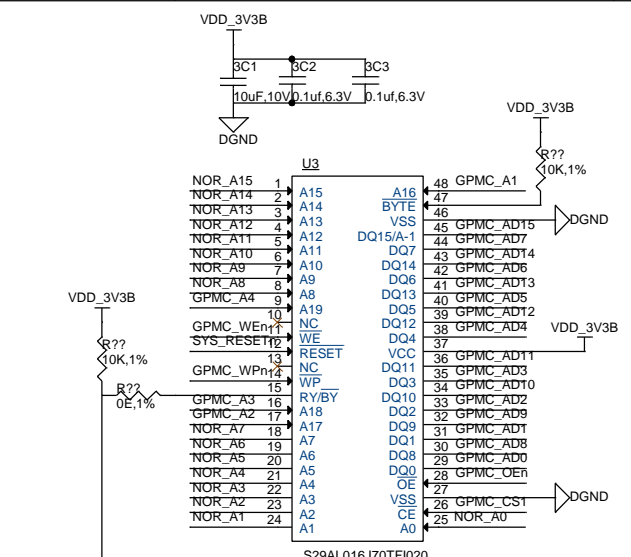 VDD_3V3B
3C1
3C2
3C3
10uF,10V
0.1uf,6.3V
0.1uf,6.3V
DGND
VDD_3V3B
R??
10K,1%
U3
NOR_A15 1 A15 A16 48 GPMC_A1
NOR_A14 2 A14 BYTE 47
NOR_A13 3 A13 VSS 46 DGND
NOR_A12 4 A12 DQ15/A-1 45 GPMC_AD15
NOR_A11 5 A11 DQ7 44 GPMC_AD7
NOR_A10 6 A10 DQ14 43 GPMC_AD14
NOR_A9 7 A9 DQ6 42 GPMC_AD6
NOR_A8 8 A8 DQ13 41 GPMC_AD13
GPMC_A4 9 A19 DQ5 40 GPMC_AD5
10 NC DQ12 39 GPMC_AD12
GPMC_WEn 11 WE DQ4 38 GPMC_AD4
SYS_RESETn 12 RESET VCC 37 VDD_3V3B
13 NC DQ11 36 GPMC_AD11
GPMC_WPn 14 WP DQ3 35 GPMC_AD3
15 RY/BY DQ10 34 GPMC_AD10
GPMC_A3 16 A18 DQ2 33 GPMC_AD2
GPMC_A2 17 A17 DQ9 32 GPMC_AD9
NOR_A7 18 A7 DQ1 31 GPMC_AD1
NOR_A6 19 A6 DQ8 30 GPMC_AD8
NOR_A5 20 A5 DQ0 29 GPMC_AD0
NOR_A4 21 A4 OE 28 GPMC_OEn
NOR_A3 22 A3 VSS 27 DGND
NOR_A2 23 A2 CE 26 GPMC_CS1
NOR_A1 24 A1 A0 25 NOR_A0
VDD_3V3B
R??
10K,1%
R??
0E,1%
S29AL016J70TFI020